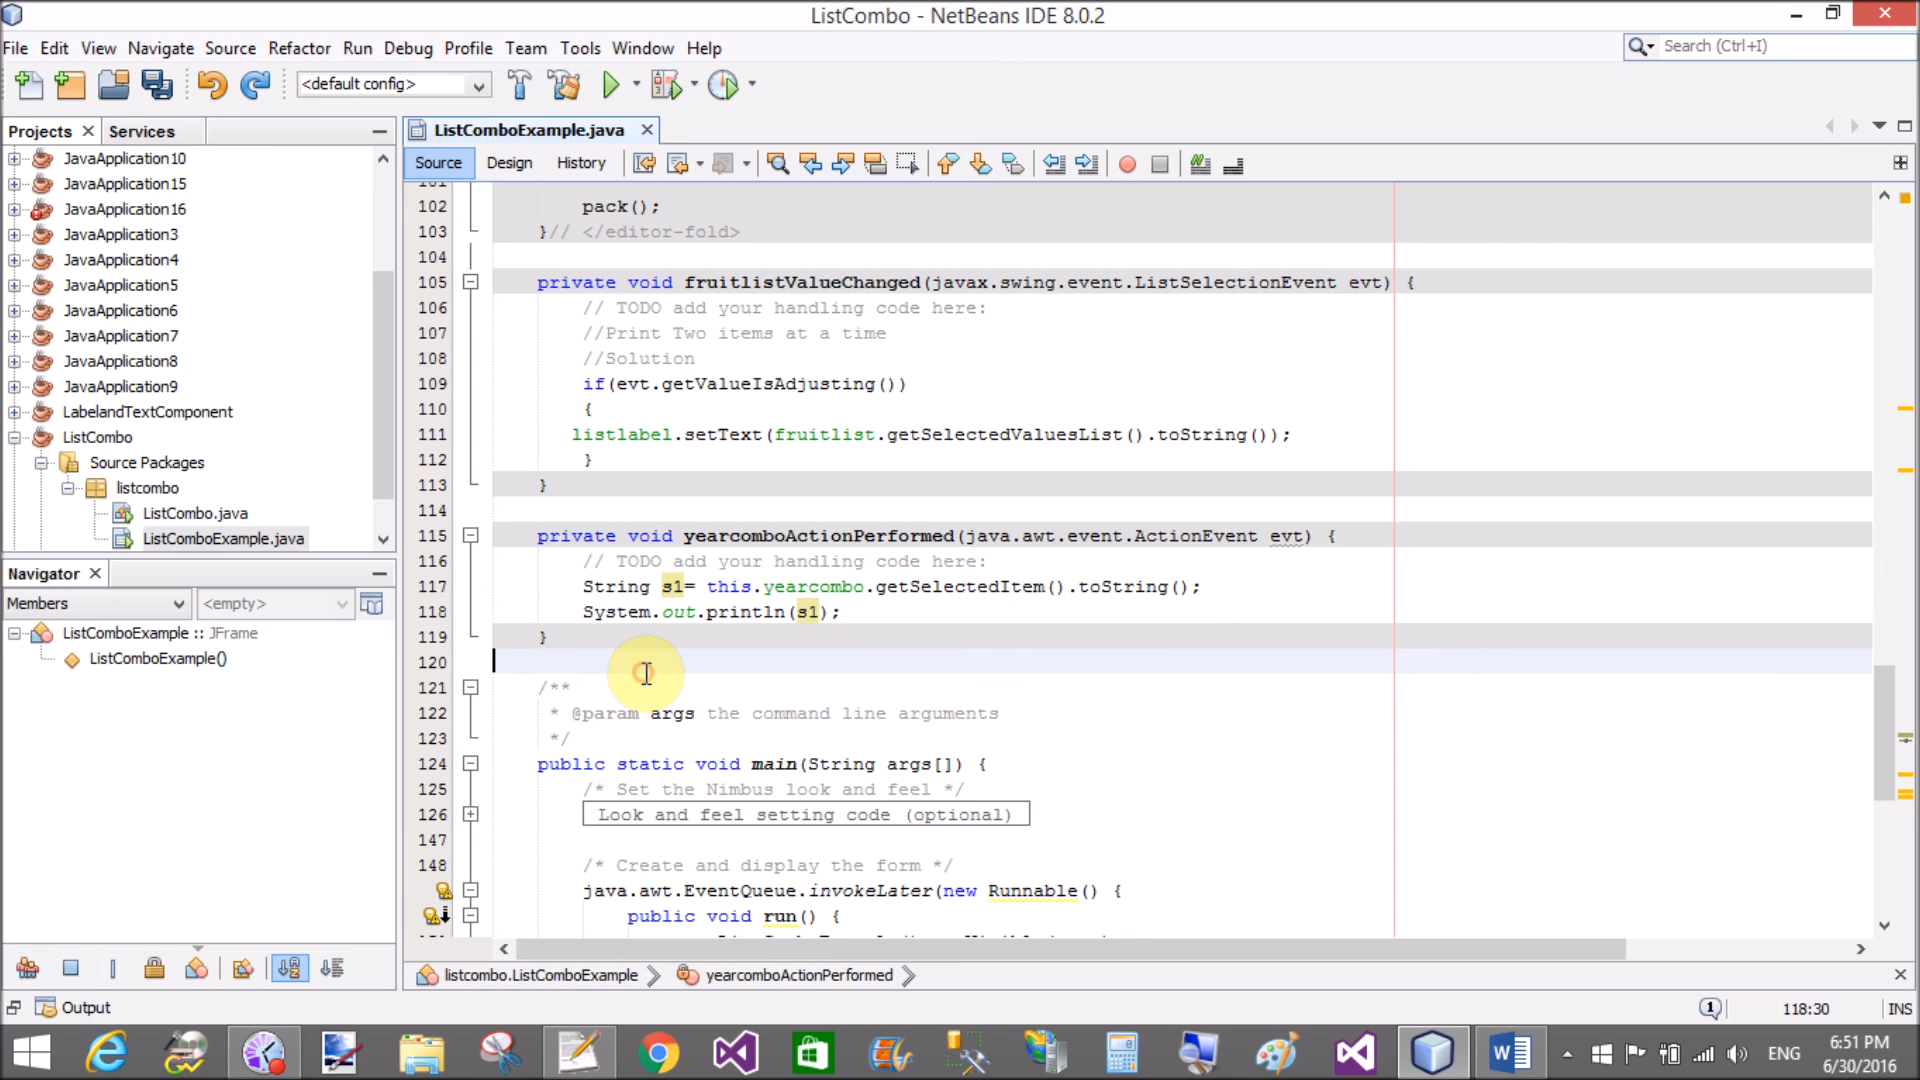 ListCombo - NetBeans IDE 8.0.2
File Edit View Navigate Source Refactor Run Debug Profile Team Tools Window Help
Search (Ctrl+I)
<default config>
Projects
Services
JavaApplication10
JavaApplication15
JavaApplication16
JavaApplication3
JavaApplication4
JavaApplication5
JavaApplication6
JavaApplication7
JavaApplication8
JavaApplication9
LabelandTextComponent
ListCombo
Source Packages
listcombo
ListCombo.java
ListComboExample.java
Navigator
Members <empty>
ListComboExample :: JFrame
ListComboExample()
ListComboExample.java
Source Design History
102 pack();
103 }// </editor-fold>
104
105 private void fruitlistValueChanged(javax.swing.event.ListSelectionEvent evt) {
106 // TODO add your handling code here:
107 //Print Two items at a time
108 //Solution
109 if(evt.getValueIsAdjusting())
110 {
111 listlabel.setText(fruitlist.getSelectedValuesList().toString());
112 }
113 }
114
115 private void yearcomboActionPerformed(java.awt.event.ActionEvent evt) {
116 // TODO add your handling code here:
117 String s1= this.yearcombo.getSelectedItem().toString();
118 System.out.println(s1);
119 }
120
121 /**
122 * @param args the command line arguments
123 */
124 public static void main(String args[]) {
125 /* Set the Nimbus look and feel */
126 Look and feel setting code (optional)
147
148 /* Create and display the form */
java.awt.EventQueue.invokeLater(new Runnable() {
public void run() {
listcombo.ListComboExample yearcomboActionPerformed
Output
118:30 INS
ENG
6:51 PM
6/30/2016